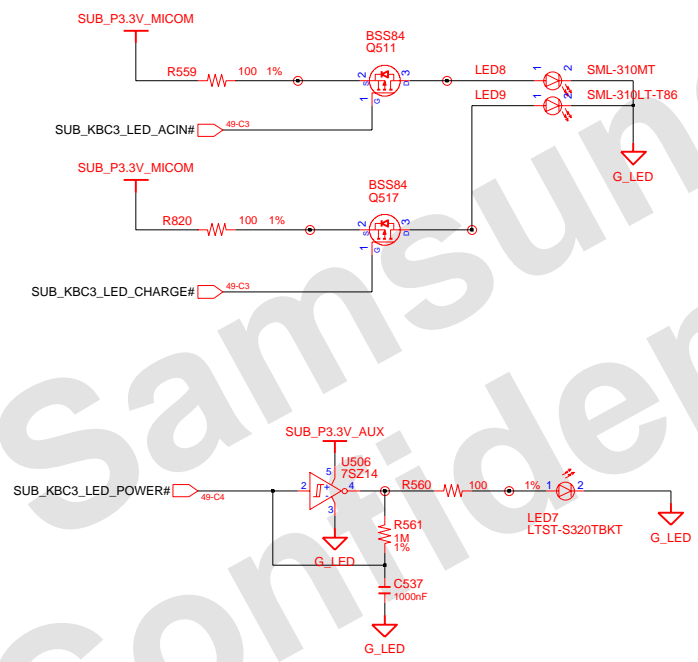 SUB_P3.3V_MICOM
BSS84
Q511
R559 100 1% 2 S D 3 LED8 1 2 SML-310MT
1 G
LED9 1 2 SML-310LT-T86
SUB_KBC3_LED_ACIN# 49-C3
G_LED
SUB_P3.3V_MICOM
BSS84
Q517
R820 100 1% 2 S D 3
1 G
SUB_KBC3_LED_CHARGE# 49-C3
SUB_P3.3V_AUX
U506
7SZ14
5
SUB_KBC3_LED_POWER# 49-C4 2 + - 4 R560 100 1% 1 2
3
LED7
LTST-S320TBKT
G_LED
R561
1M
1%
G_LED
C537
1000nF
G_LED
Samsung
Confiden